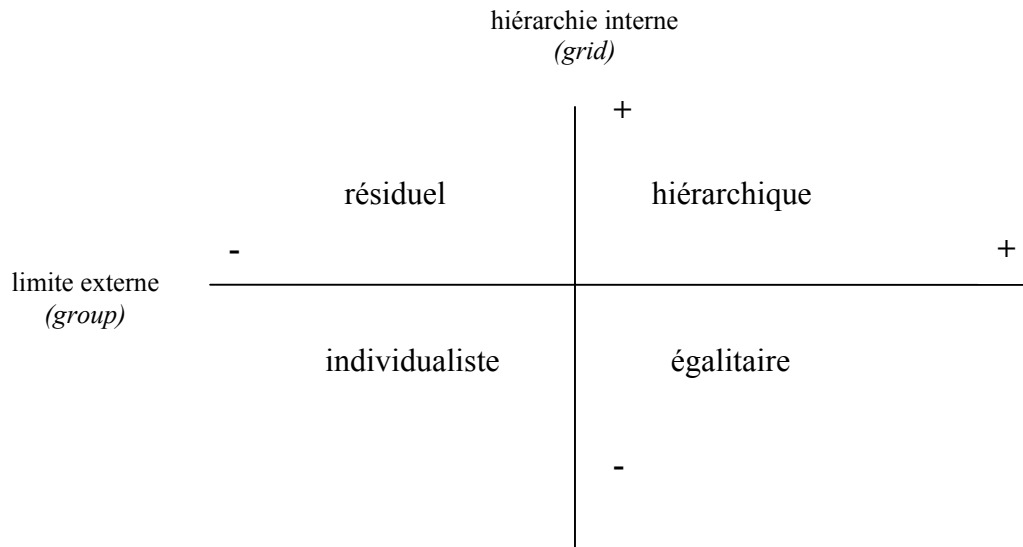 hiérarchie interne
(grid)
+
résiduel
hiérarchique
-
+
limite externe
(group)
individualiste
égalitaire
-